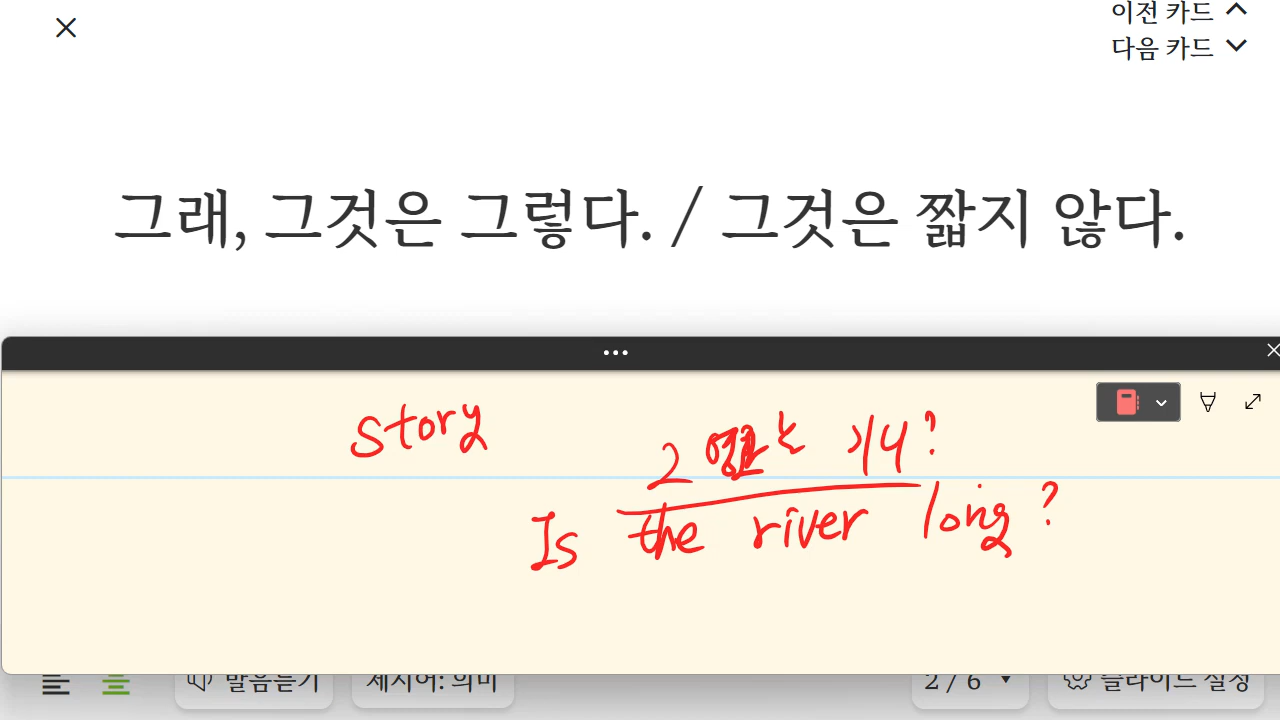 이전 카드
다음 카드
그래, 그것은 그렇다. / 그것은 짧지 않다.
story
Is the river long?
발음듣기 제시어: 의미 2 / 6 슬라이드 설정